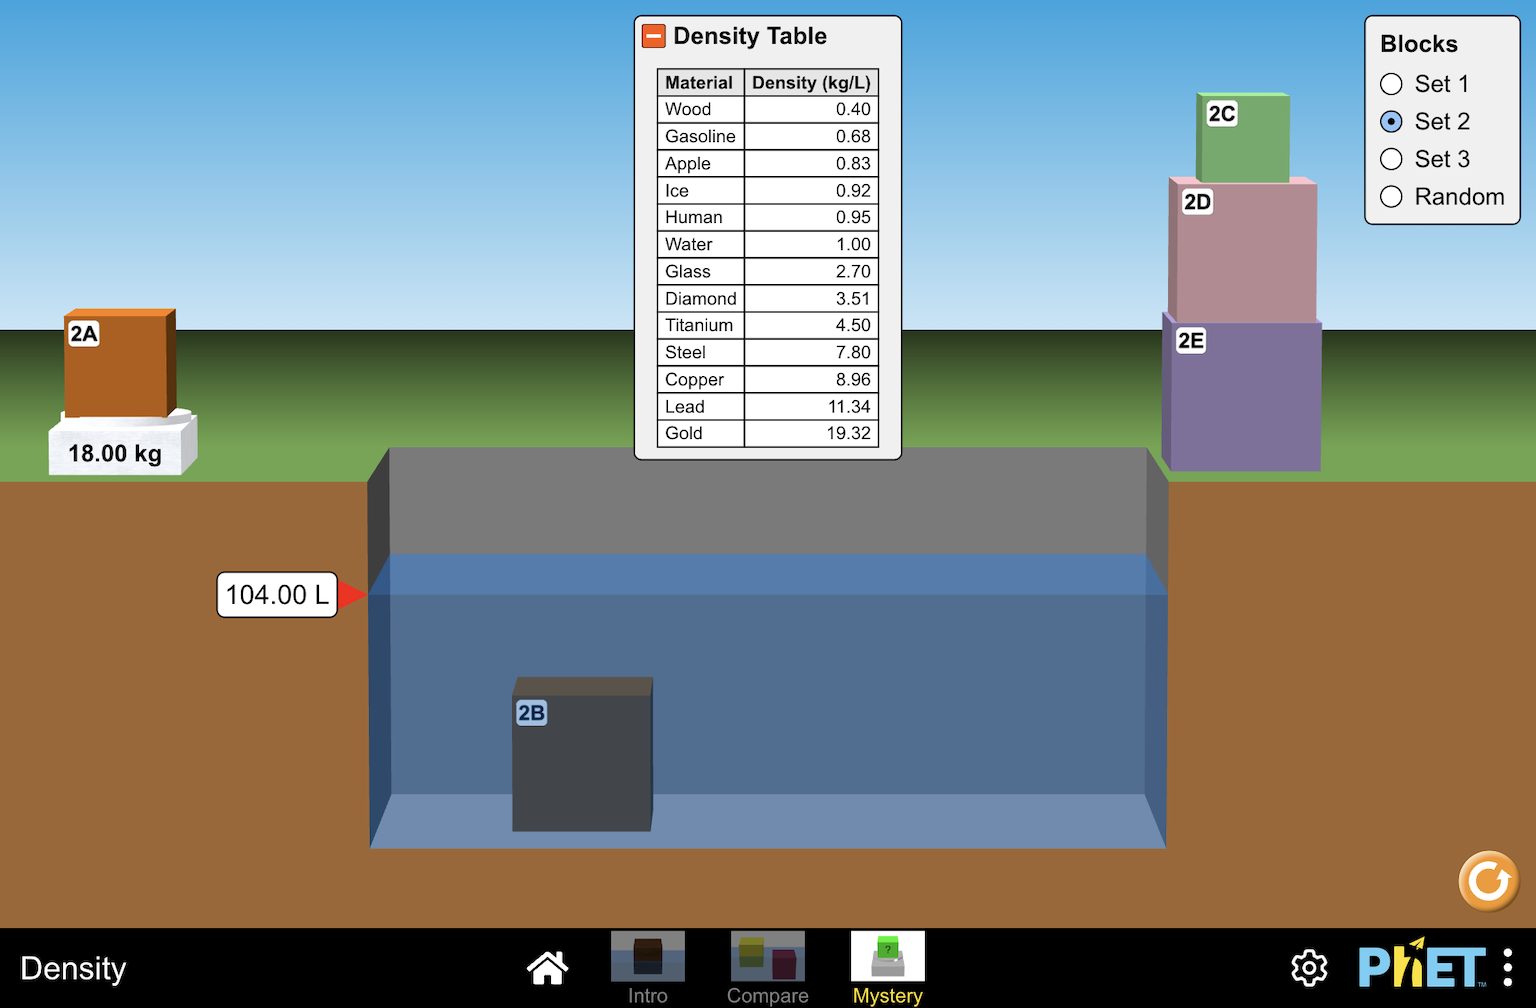 Density Table
Material Density (kg/L)
Wood 0.40
Gasoline 0.68
Apple 0.83
Ice 0.92
Human 0.95
Water 1.00
Glass 2.70
Diamond 3.51
Titanium 4.50
Steel 7.80
Copper 8.96
Lead 11.34
Gold 19.32
Blocks
Set 1
Set 2
Set 3
Random
2C
2D
2E
2A
18.00 kg
104.00 L
2B
Density
Intro
Compare
?
Mystery
PhET™